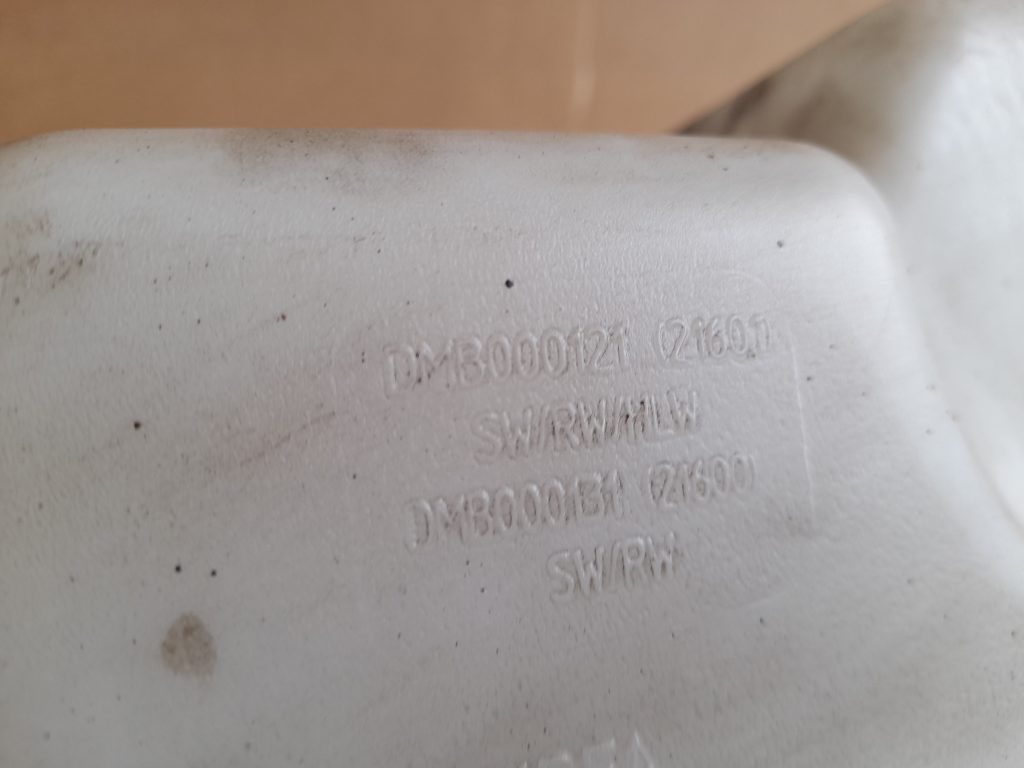 DMB000121 (21601)
SW/RW/HLW
DMB000131 (21600)
SW/RW